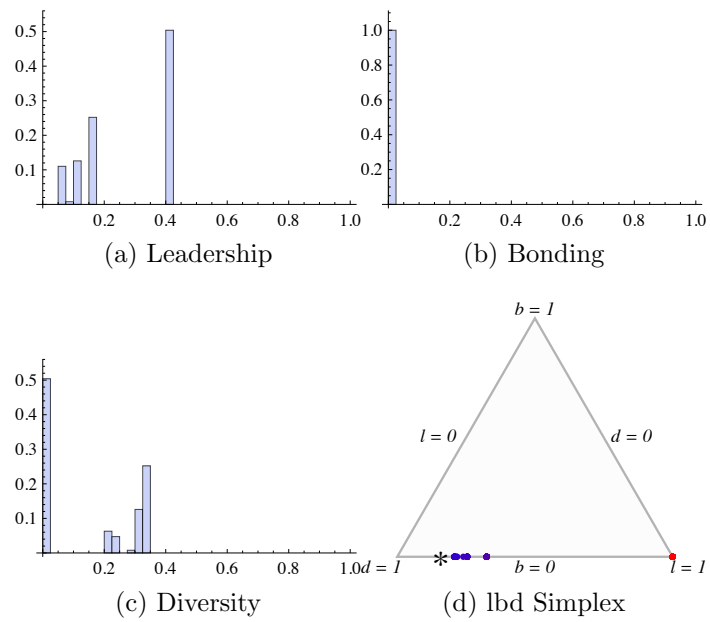 0.5
0.4
0.3
0.2
0.1
0.2 0.4 0.6 0.8 1.0
(a) Leadership
1.0
0.8
0.6
0.4
0.2
0.2 0.4 0.6 0.8 1.0
(b) Bonding
0.5
0.4
0.3
0.2
0.1
0.2 0.4 0.6 0.8 1.0
(c) Diversity
b = 1
l = 0 d = 0
*
d = 1 b = 0 l = 1
(d) lbd Simplex